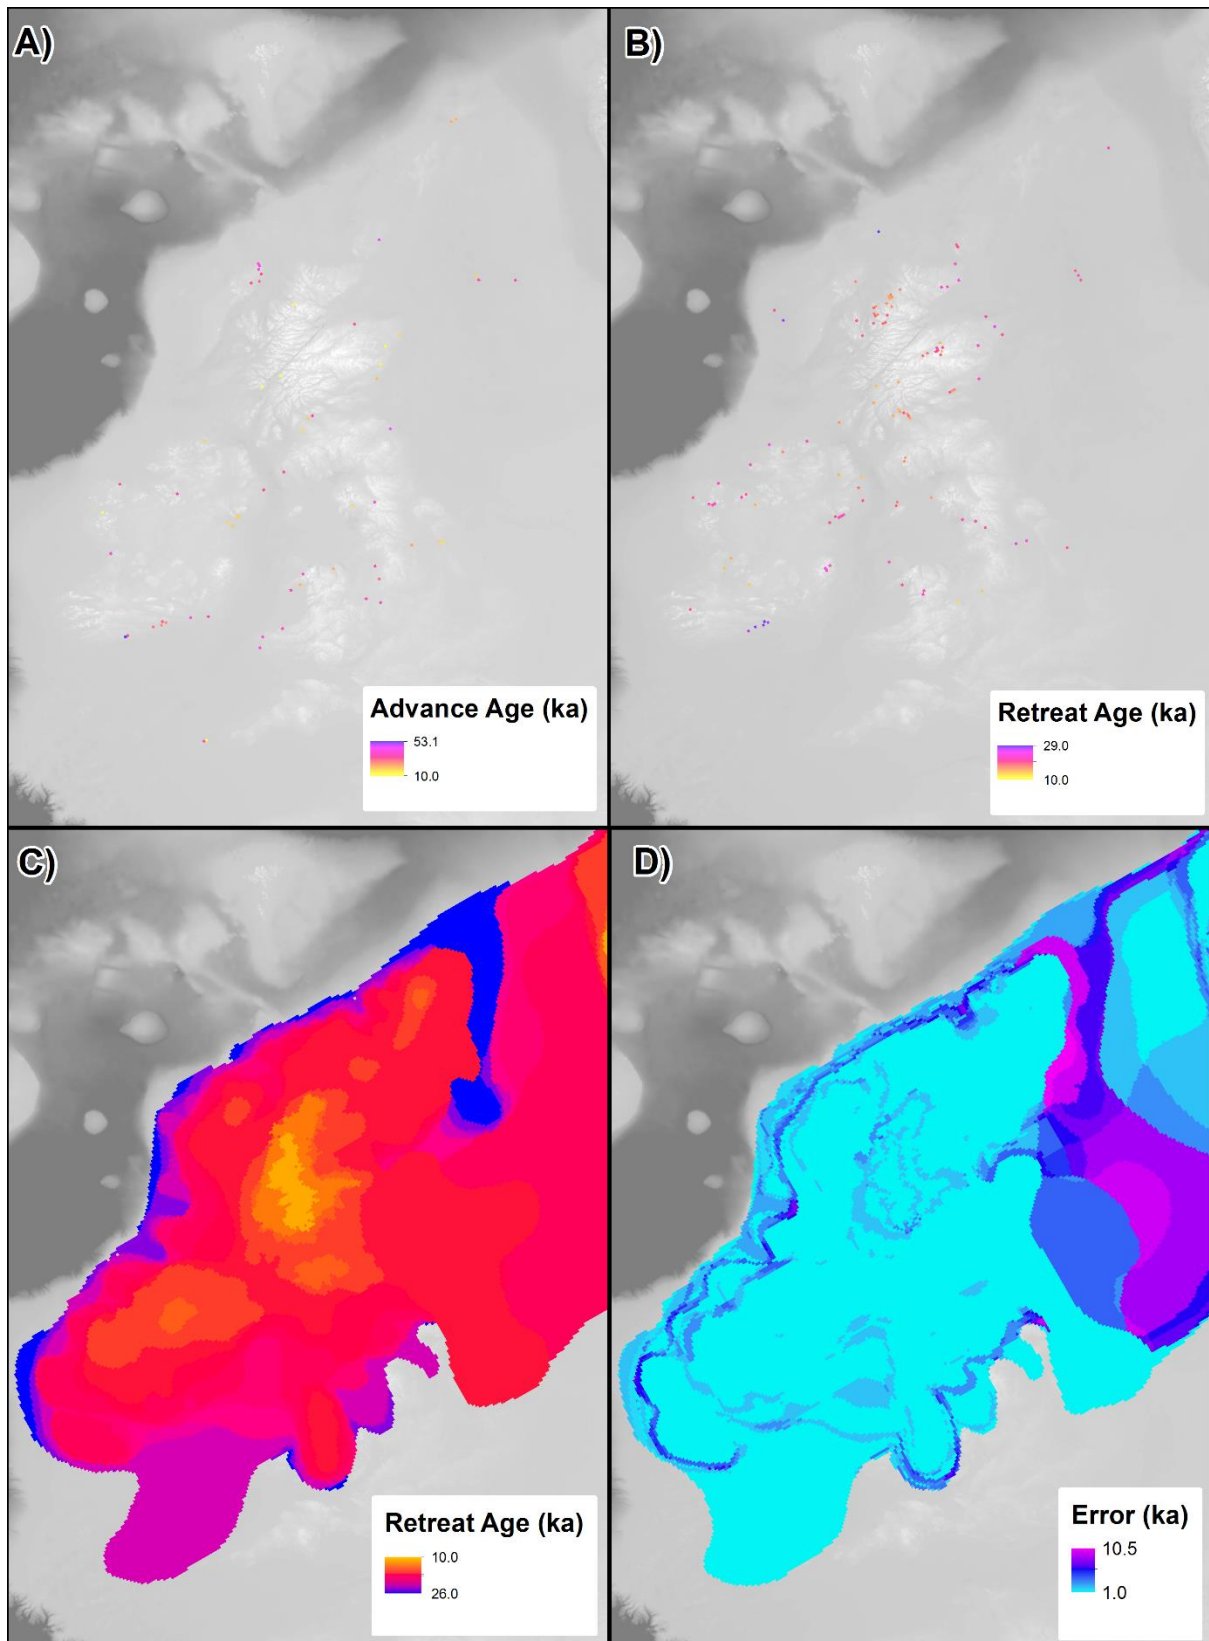 A)
B)
Advance Age (ka)
53.1
10.0
Retreat Age (ka)
29.0
10.0
C)
D)
Retreat Age (ka)
10.0
26.0
Error (ka)
10.5
1.0